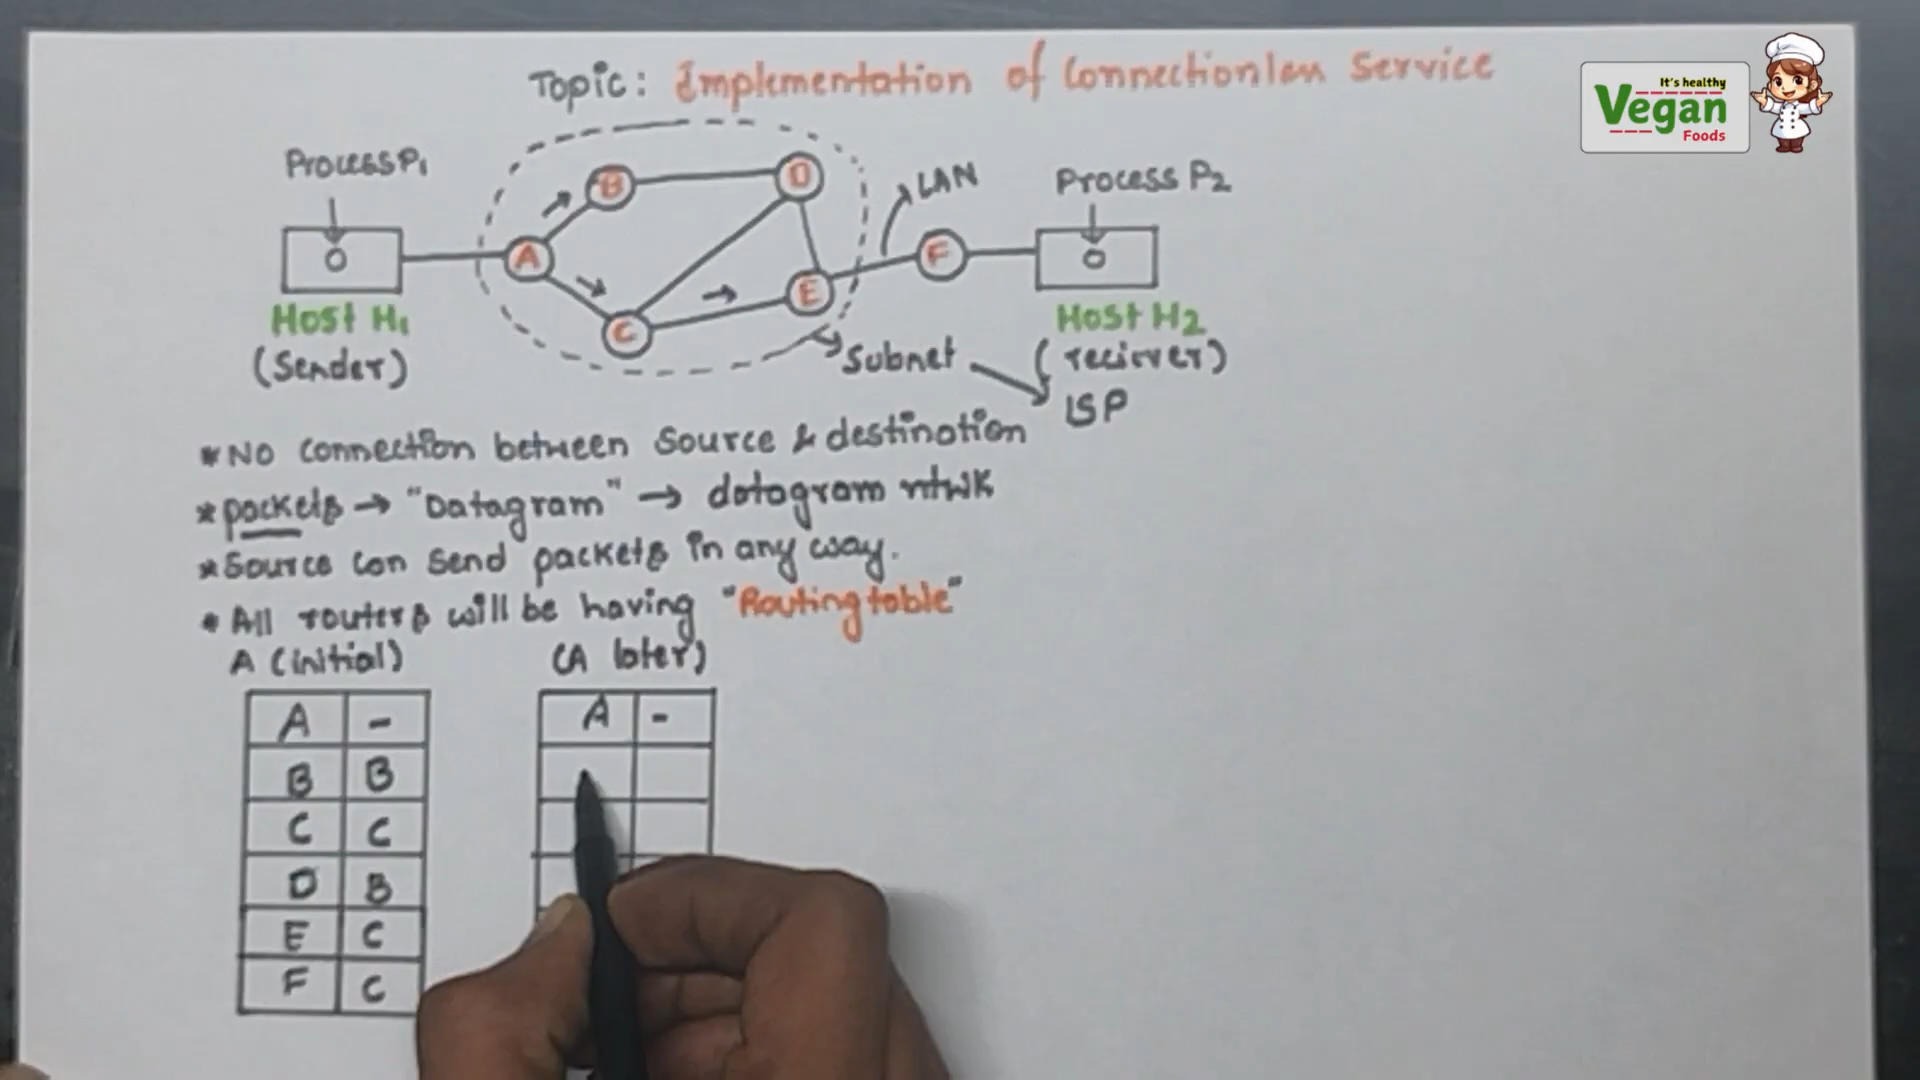 Topic: Implementation of Connectionless Service
It's healthy
Vegan
Foods
Process P1
B
D
LAN
Process P2
O
A
F
O
E
Host H1
C
Host H2
(Sender)
Subnet
(reciever)
ISP
* No connection between Source & destination
* packets → "Datagram" → datagram ntwk
* Source can send packets in any way.
* All routers will be having "Routing table"
A (initial)
(A later)
A -
B B
C C
D B
E C
F C
A -